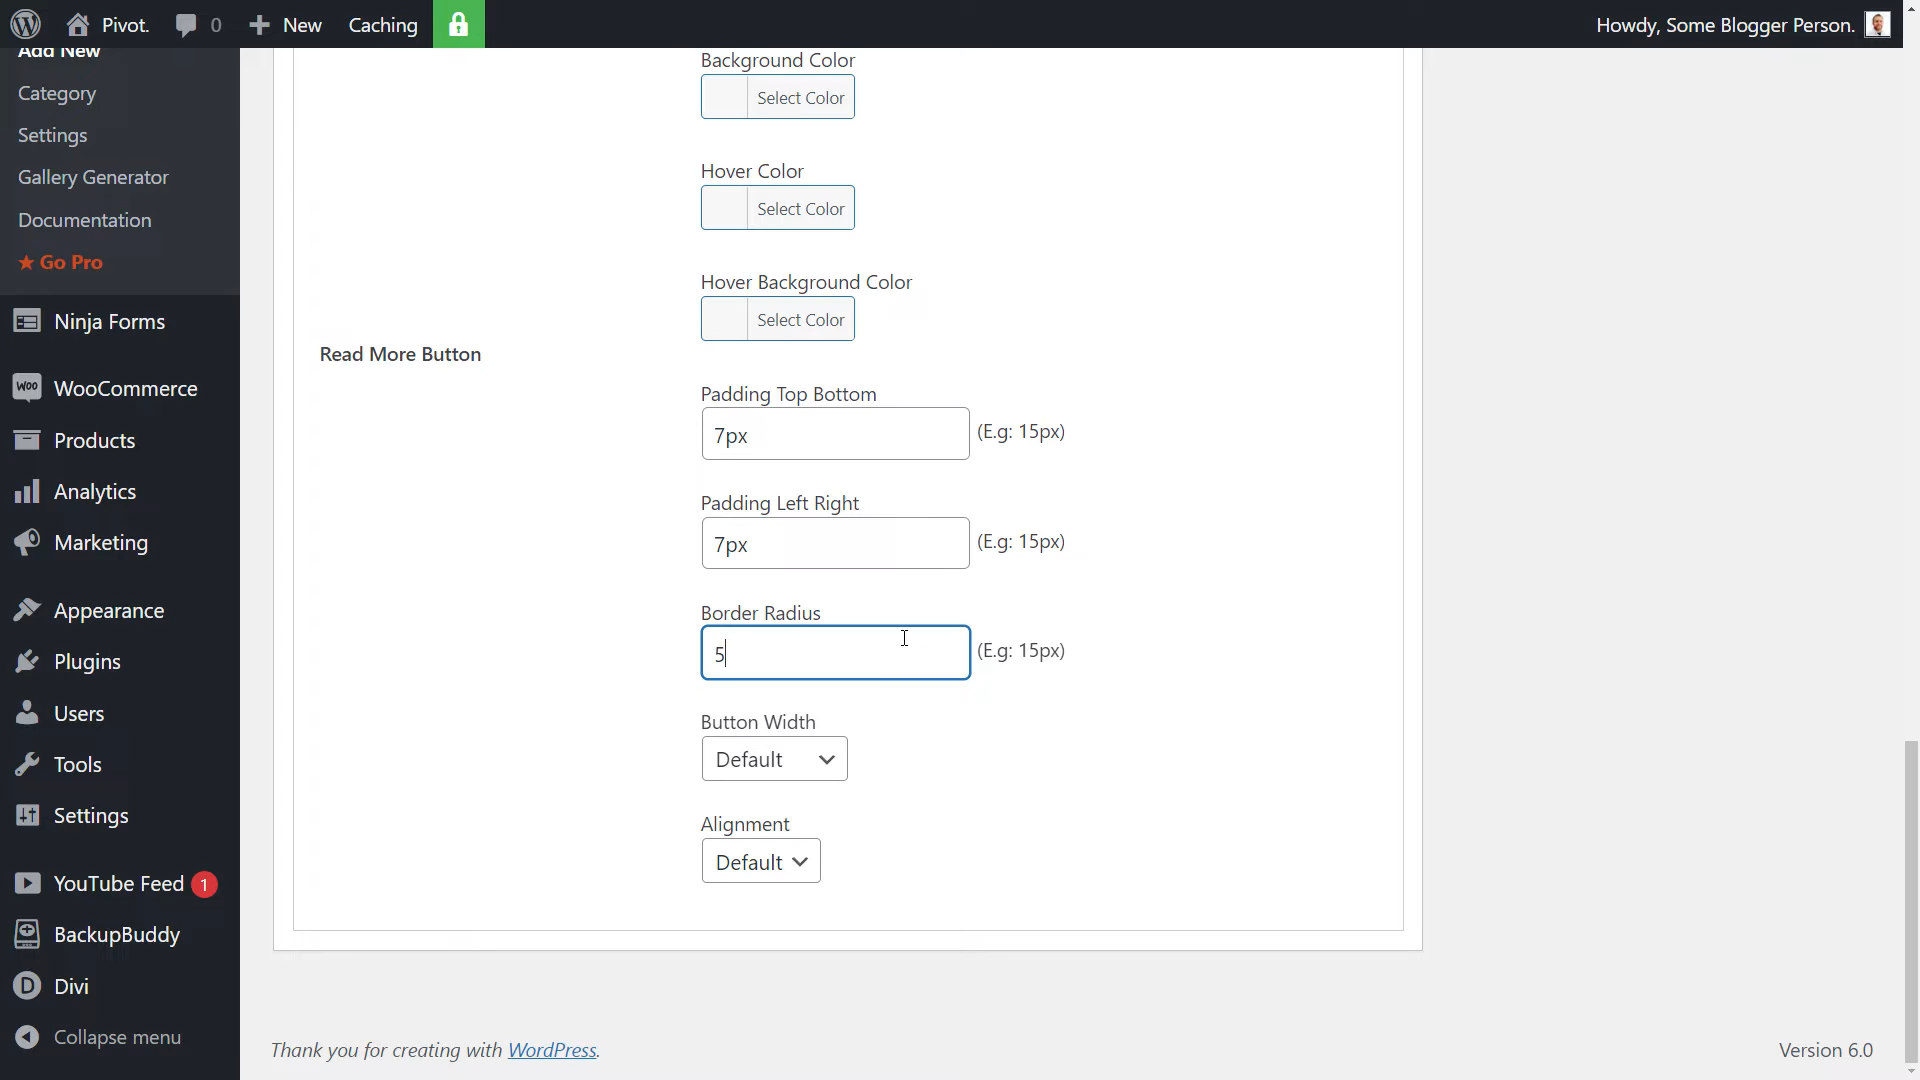 Pivot.
0
New
Caching
Howdy, Some Blogger Person.
Add New
Category
Settings
Gallery Generator
Documentation
★ Go Pro
Ninja Forms
Woo
WooCommerce
Products
Analytics
Marketing
Appearance
Plugins
Users
Tools
Settings
YouTube Feed 1
BackupBuddy
D
Divi
Collapse menu
Read More Button
Background Color
Select Color
Hover Color
Select Color
Hover Background Color
Select Color
Padding Top Bottom
7px (E.g: 15px)
Padding Left Right
7px (E.g: 15px)
Border Radius
5 (E.g: 15px)
Button Width
Default
Alignment
Default
Thank you for creating with WordPress.
Version 6.0